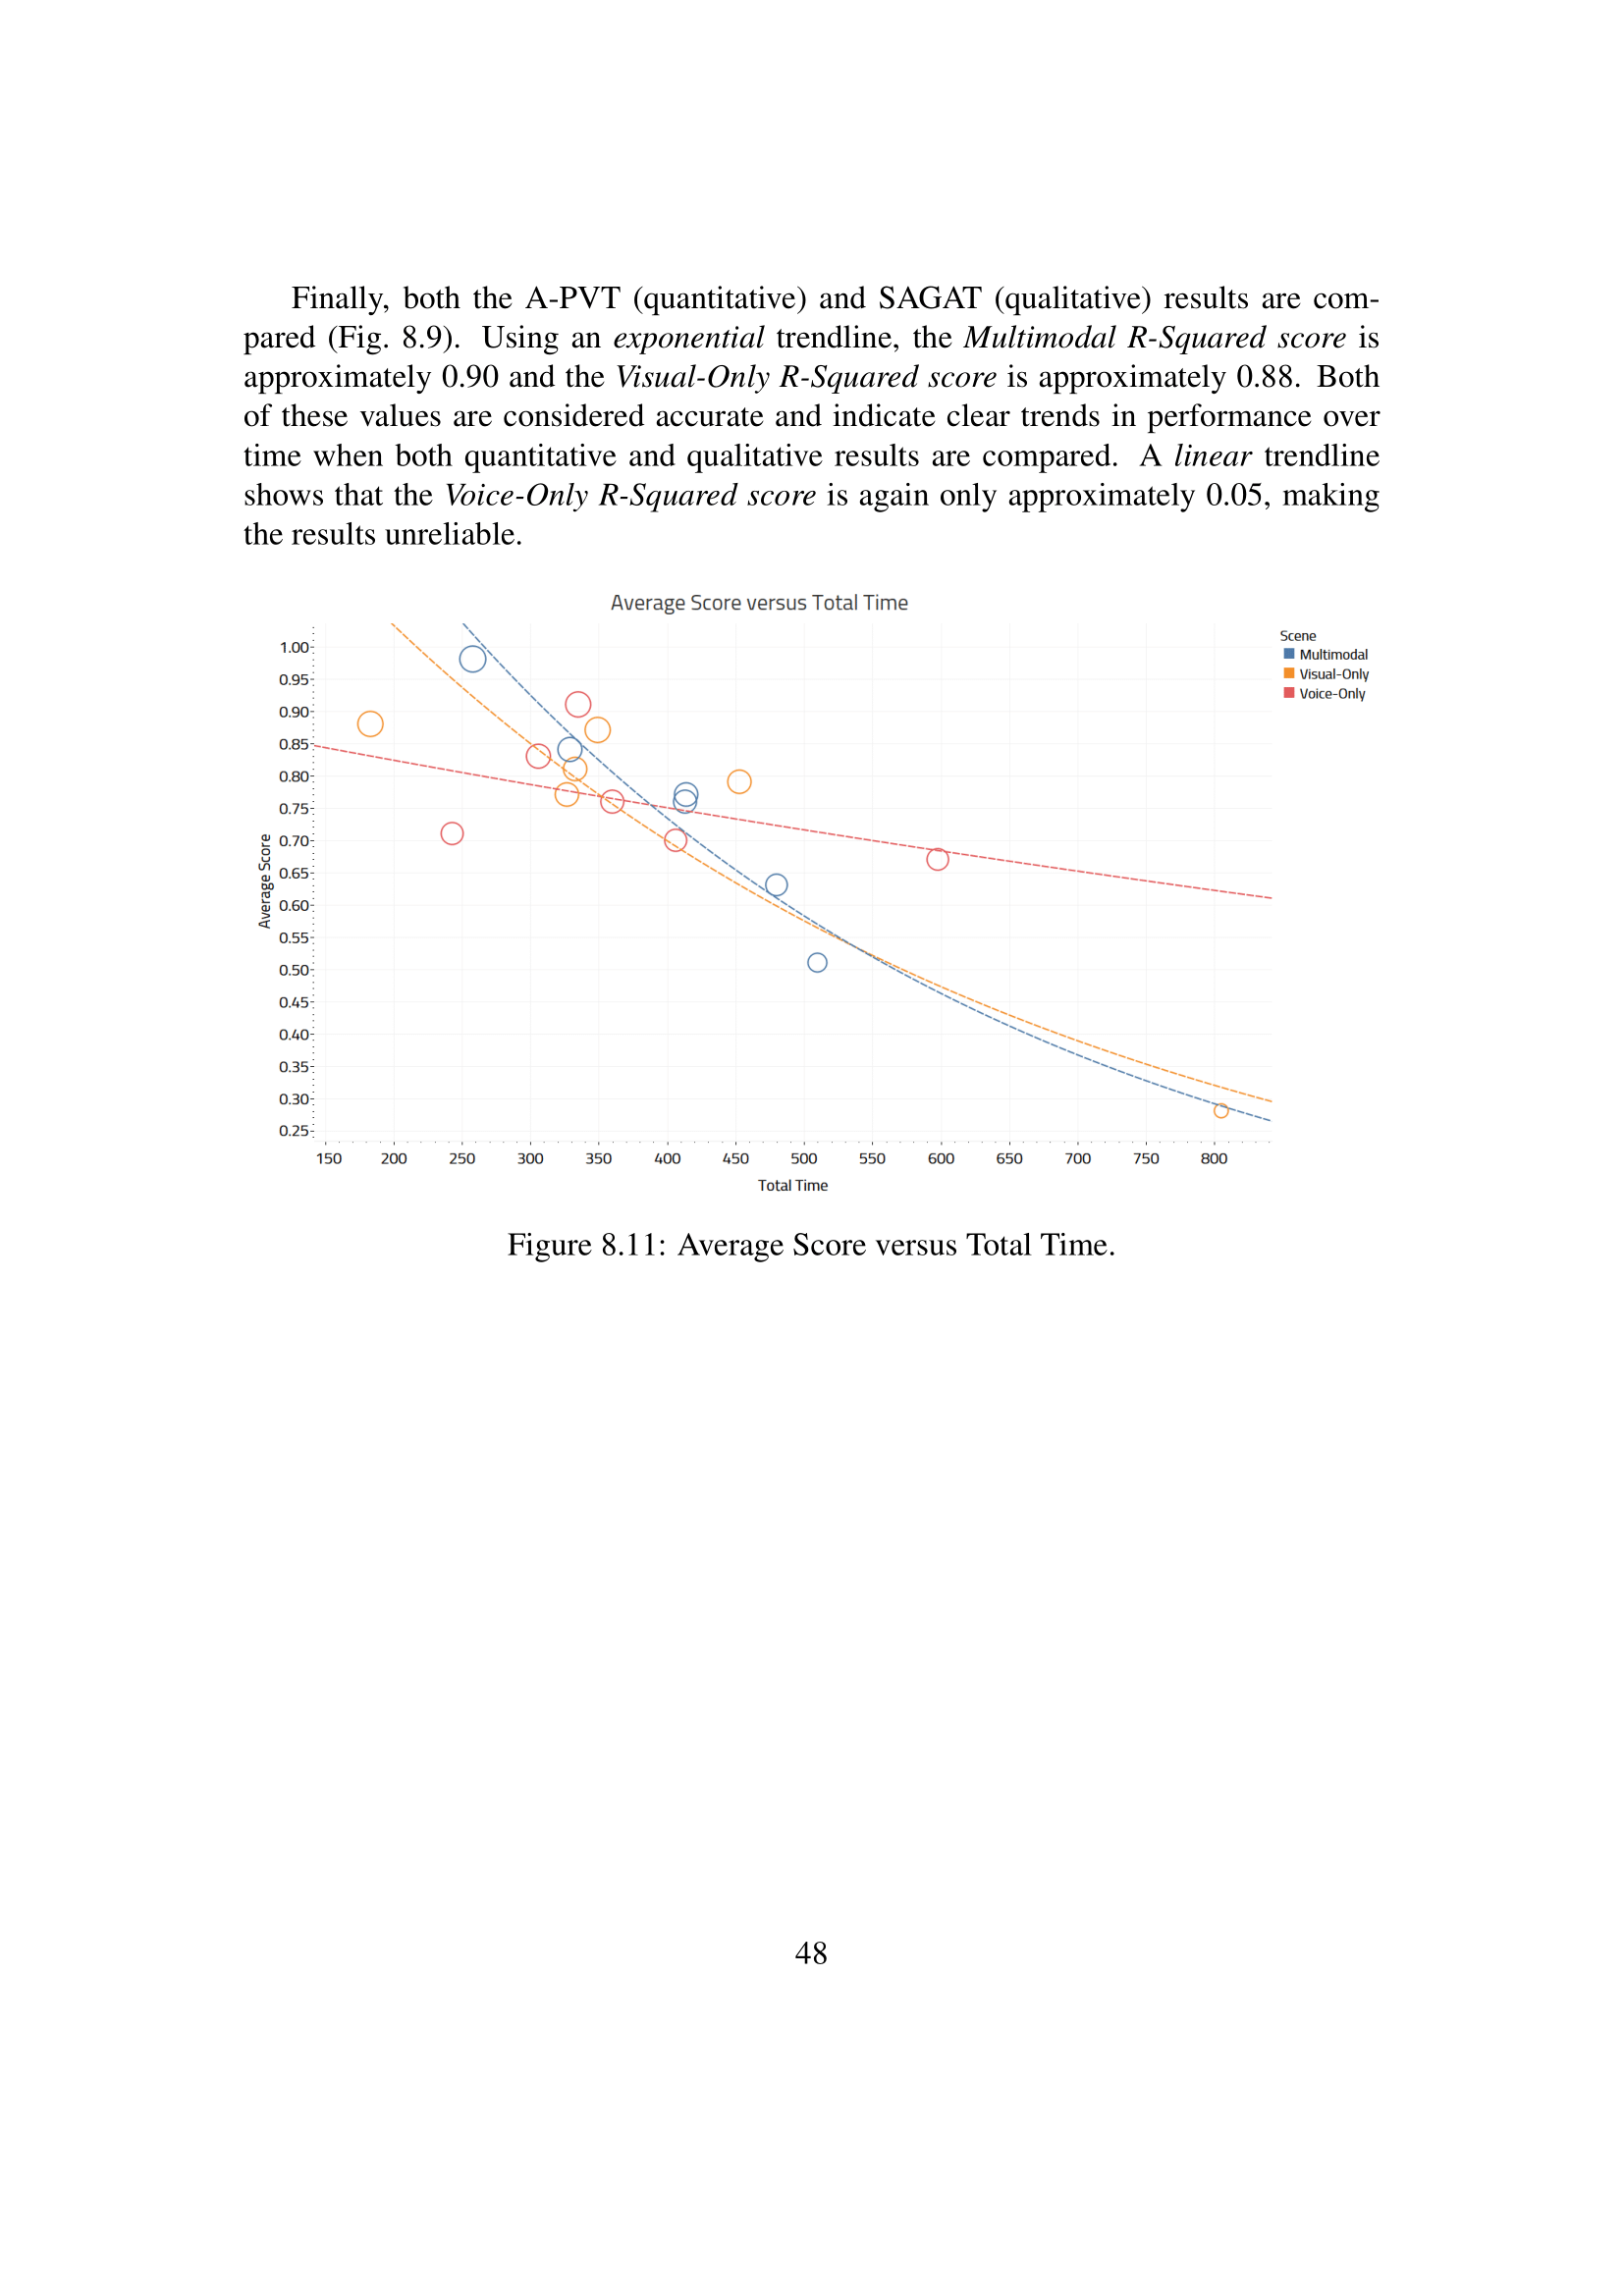 Finally, both the A-PVT (quantitative) and SAGAT (qualitative) results are com-
pared (Fig. 8.9). Using an exponential trendline, the Multimodal R-Squared score is
approximately 0.90 and the Visual-Only R-Squared score is approximately 0.88. Both
of these values are considered accurate and indicate clear trends in performance over
time when both quantitative and qualitative results are compared. A linear trendline
shows that the Voice-Only R-Squared score is again only approximately 0.05, making
the results unreliable.
Average Score versus Total Time
Scene
Multimodal
Visual-Only
Voice-Only
Average Score
1.00
0.95
0.90
0.85
0.80
0.75
0.70
0.65
0.60
0.55
0.50
0.45
0.40
0.35
0.30
0.25
150 200 250 300 350 400 450 500 550 600 650 700 750 800
Total Time
Figure 8.11: Average Score versus Total Time.
48